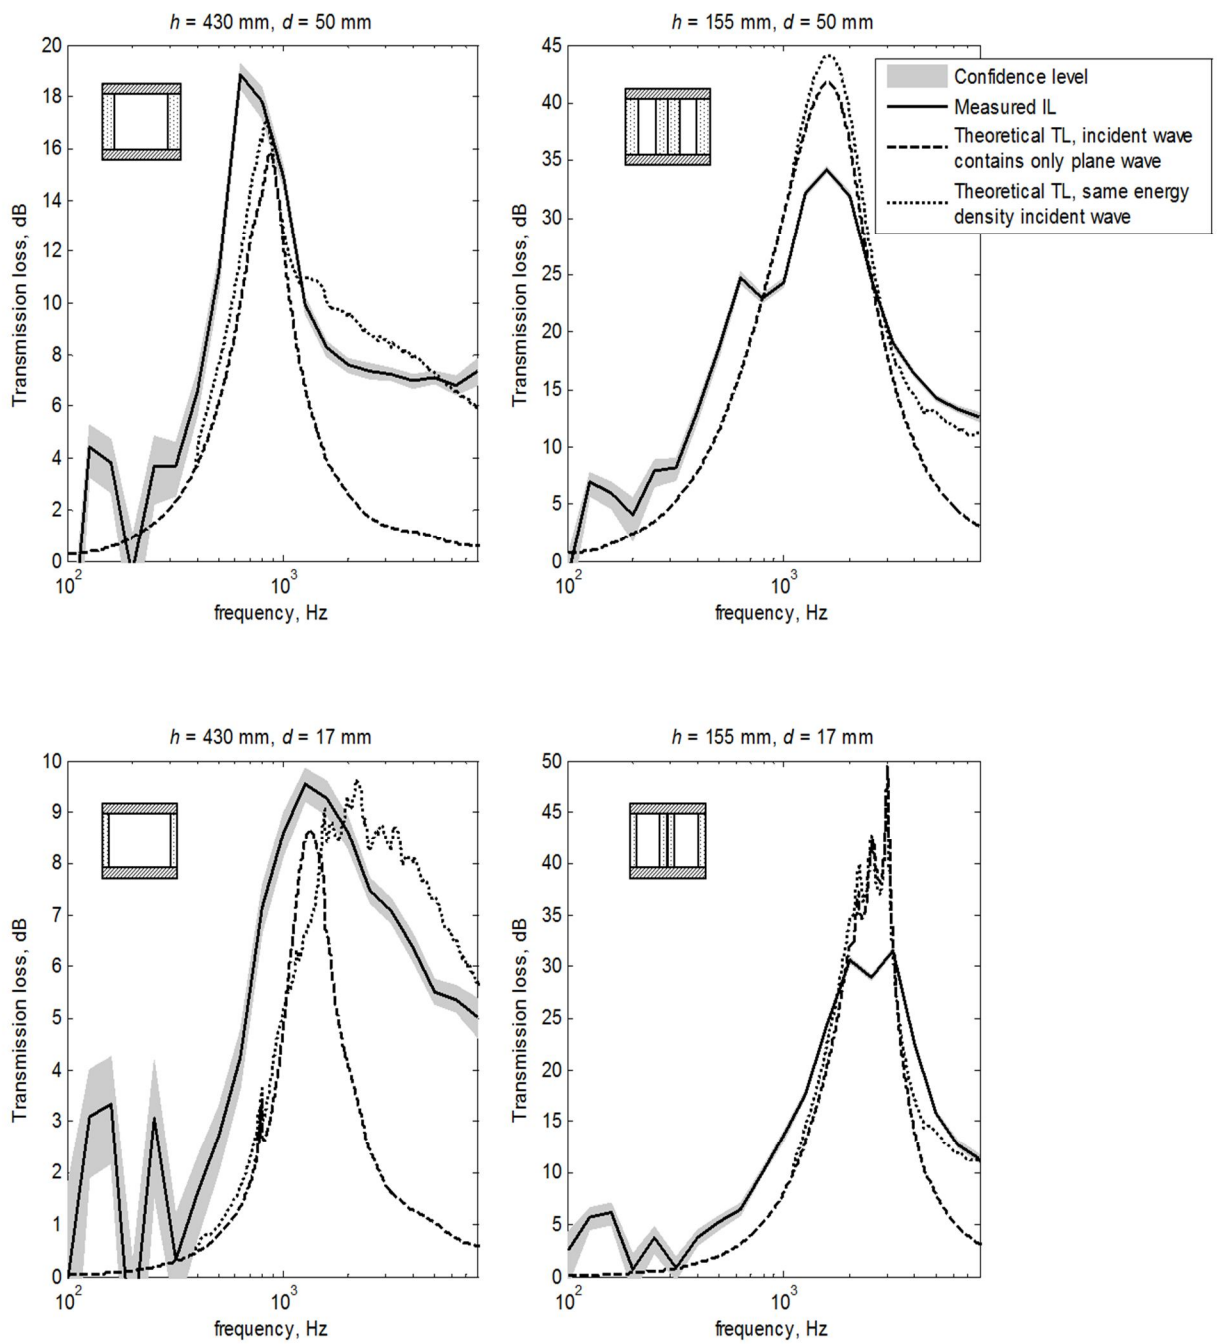 h = 430 mm, d = 50 mm
20
18
16
14
12
10
8
6
4
2
0
Transmission loss, dB
10² 10³
frequency, Hz
h = 155 mm, d = 50 mm
45
40
35
30
25
20
15
10
5
0
Transmission loss, dB
10² 10³
frequency, Hz
Confidence level
Measured IL
Theoretical TL, incident wave
contains only plane wave
Theoretical TL, same energy
density incident wave
h = 430 mm, d = 17 mm
10
9
8
7
6
5
4
3
2
1
0
Transmission loss, dB
10² 10³
frequency, Hz
h = 155 mm, d = 17 mm
50
45
40
35
30
25
20
15
10
5
0
Transmission loss, dB
10² 10³
frequency, Hz